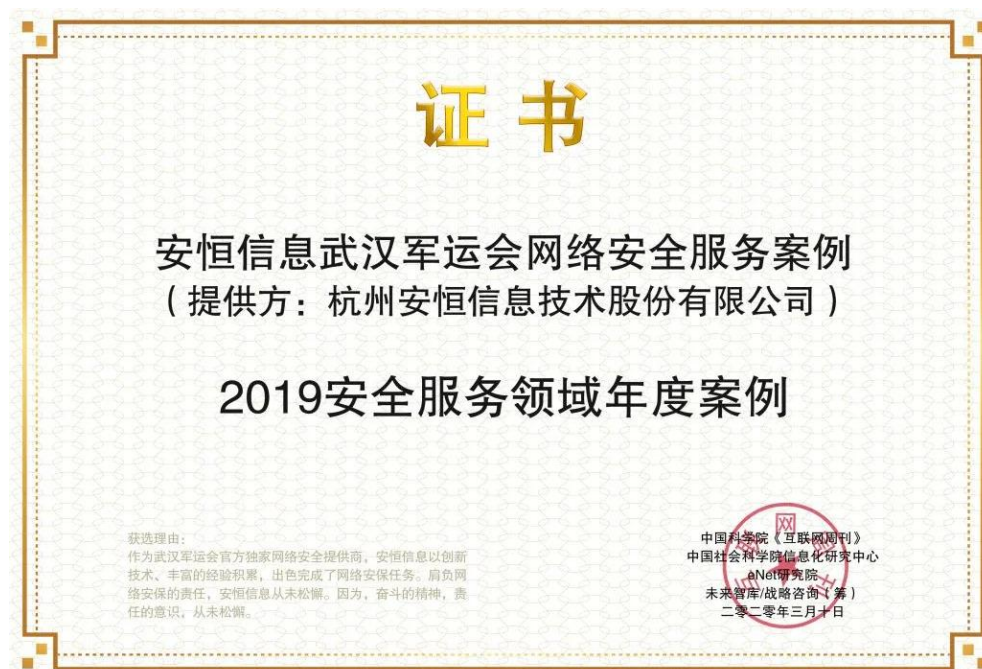 证书
安恒信息武汉军运会网络安全服务案例
（提供方：杭州安恒信息技术股份有限公司）
2019安全服务领域年度案例
获选理由：
作为武汉军运会官方独家网络安全提供商，安恒信息以创新
技术、丰富的经验积累，出色完成了网络安保任务。肩负网
络安保的责任，安恒信息从未松懈。因为，奋斗的精神，责
任的意识，从未松懈。
中国科学院《互联网周刊》
中国社会科学院信息化研究中心
eNet研究院
未来智库/战略咨询（筹）
二零二零年三月十日
互联网周刊